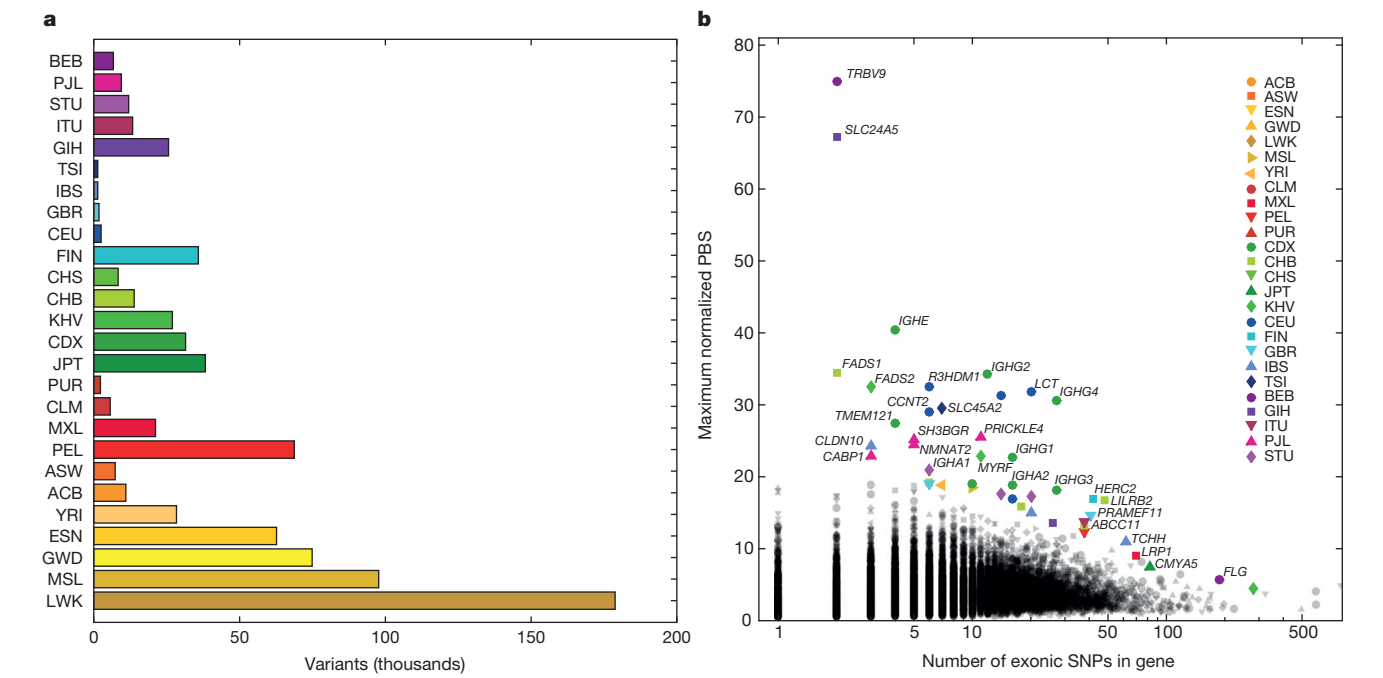 a
BEB
PJL
STU
ITU
GIH
TSI
IBS
GBR
CEU
FIN
CHS
CHB
KHV
CDX
JPT
PUR
CLM
MXL
PEL
ASW
ACB
YRI
ESN
GWD
MSL
LWK
0 50 100 150 200
Variants (thousands)
b
Maximum normalized PBS
80
70
60
50
40
30
20
10
0
TRBV9
SLC24A5
IGHE
FADS1
FADS2
R3HDM1
IGHG2
LCT
IGHG4
CCNT2
SLC45A2
TMEM121
SH3BGR
PRICKLE4
CLDN10
CABP1
NMNAT2
IGHG1
IGHA1
MYRF
IGHA2
IGHG3
HERC2
LILRB2
PRAMEF11
ABCC11
TCHH
LRP1
CMYA5
FLG
ACB
ASW
ESN
GWD
LWK
MSL
YRI
CLM
MXL
PEL
PUR
CDX
CHB
CHS
JPT
KHV
CEU
FIN
GBR
IBS
TSI
BEB
GIH
ITU
PJL
STU
1 5 10 50 100 500
Number of exonic SNPs in gene